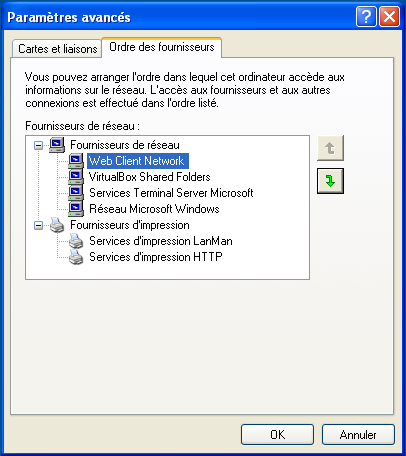 Paramètres avancés
Cartes et liaisons
Ordre des fournisseurs
Vous pouvez arranger l'ordre dans lequel cet ordinateur accède aux
informations sur le réseau. L'accès aux fournisseurs et aux autres
connexions est effectué dans l'ordre listé.
Fournisseurs de réseau :
Fournisseurs de réseau
Web Client Network
VirtualBox Shared Folders
Services Terminal Server Microsoft
Réseau Microsoft Windows
Fournisseurs d'impression
Services d'impression LanMan
Services d'impression HTTP
OK
Annuler